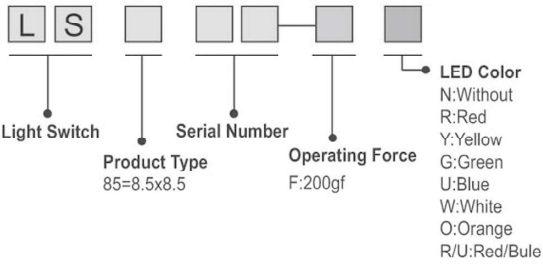 L S
LED Color
N:Without
R:Red
Light Switch
Serial Number
Y:Yellow
Product Type
Operating Force
G:Green
85=8.5x8.5
F:200gf
U:Blue
W:White
O:Orange
R/U:Red/Bule